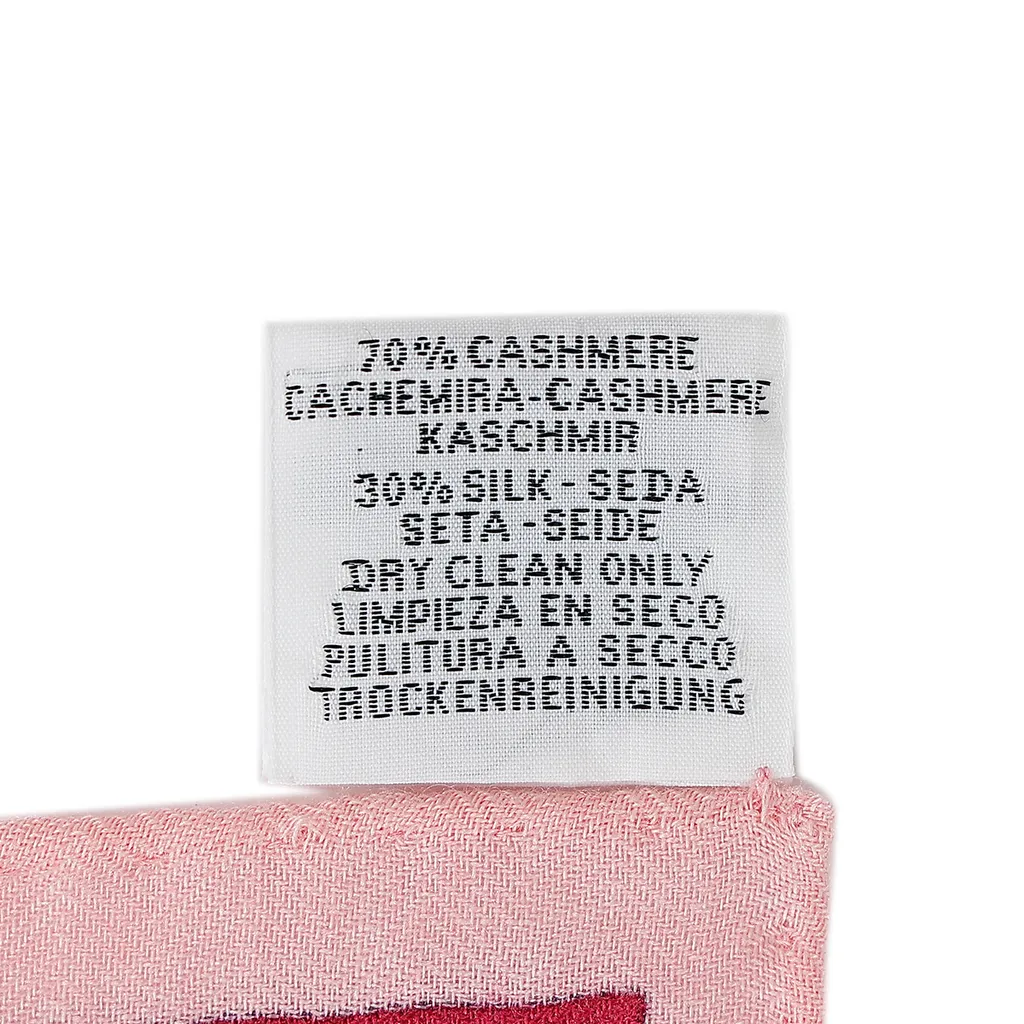 70% CASHMERE
CACHEMIRA-CASHMERE
KASCHMIR
30% SILK - SEDA
SETA - SEIDE
DRY CLEAN ONLY
LIMPIEZA EN SECO
PULITURA A SECCO
TROCKENREINIGUNG